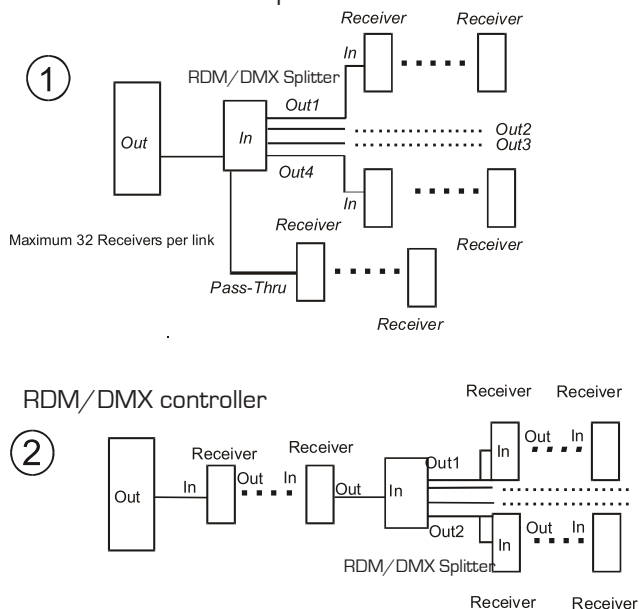 Receiver
Receiver
In
1
RDM/DMX Splitter
Out1
Out
In
Out2
Out3
Out4
In
Receiver
Maximum 32 Receivers per link
Receiver
Pass-Thru
Receiver
RDM/DMX controller
Receiver
Receiver
2
Receiver
Receiver
Out
In
In
Out
In
Out1
Out
In
Out
In
Out
In
Out2
Out
In
In
RDM/DMX Splitter
Receiver
Receiver